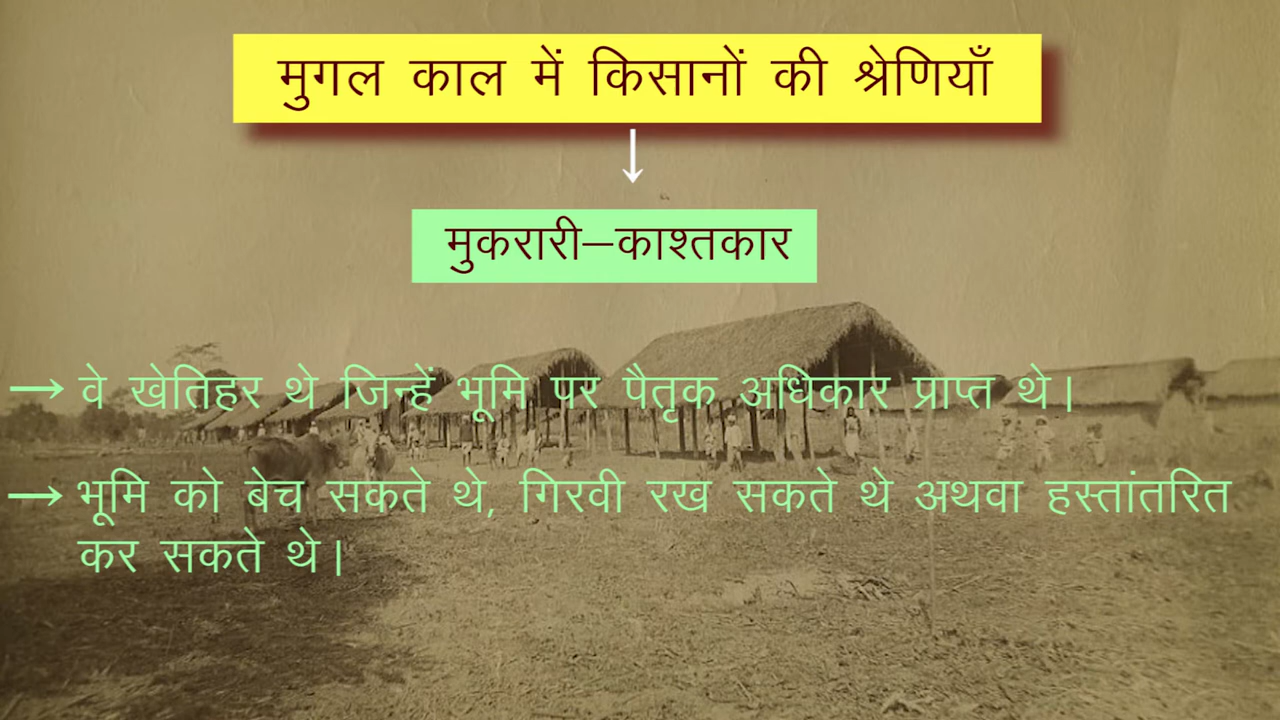 मुगल काल में किसानों की श्रेणियाँ
↓
मुकरारी–काश्तकार
→ वे खेतिहर थे जिन्हें भूमि पर पैतृक अधिकार प्राप्त थे।
→ भूमि को बेच सकते थे, गिरवी रख सकते थे अथवा हस्तांतरित
कर सकते थे।